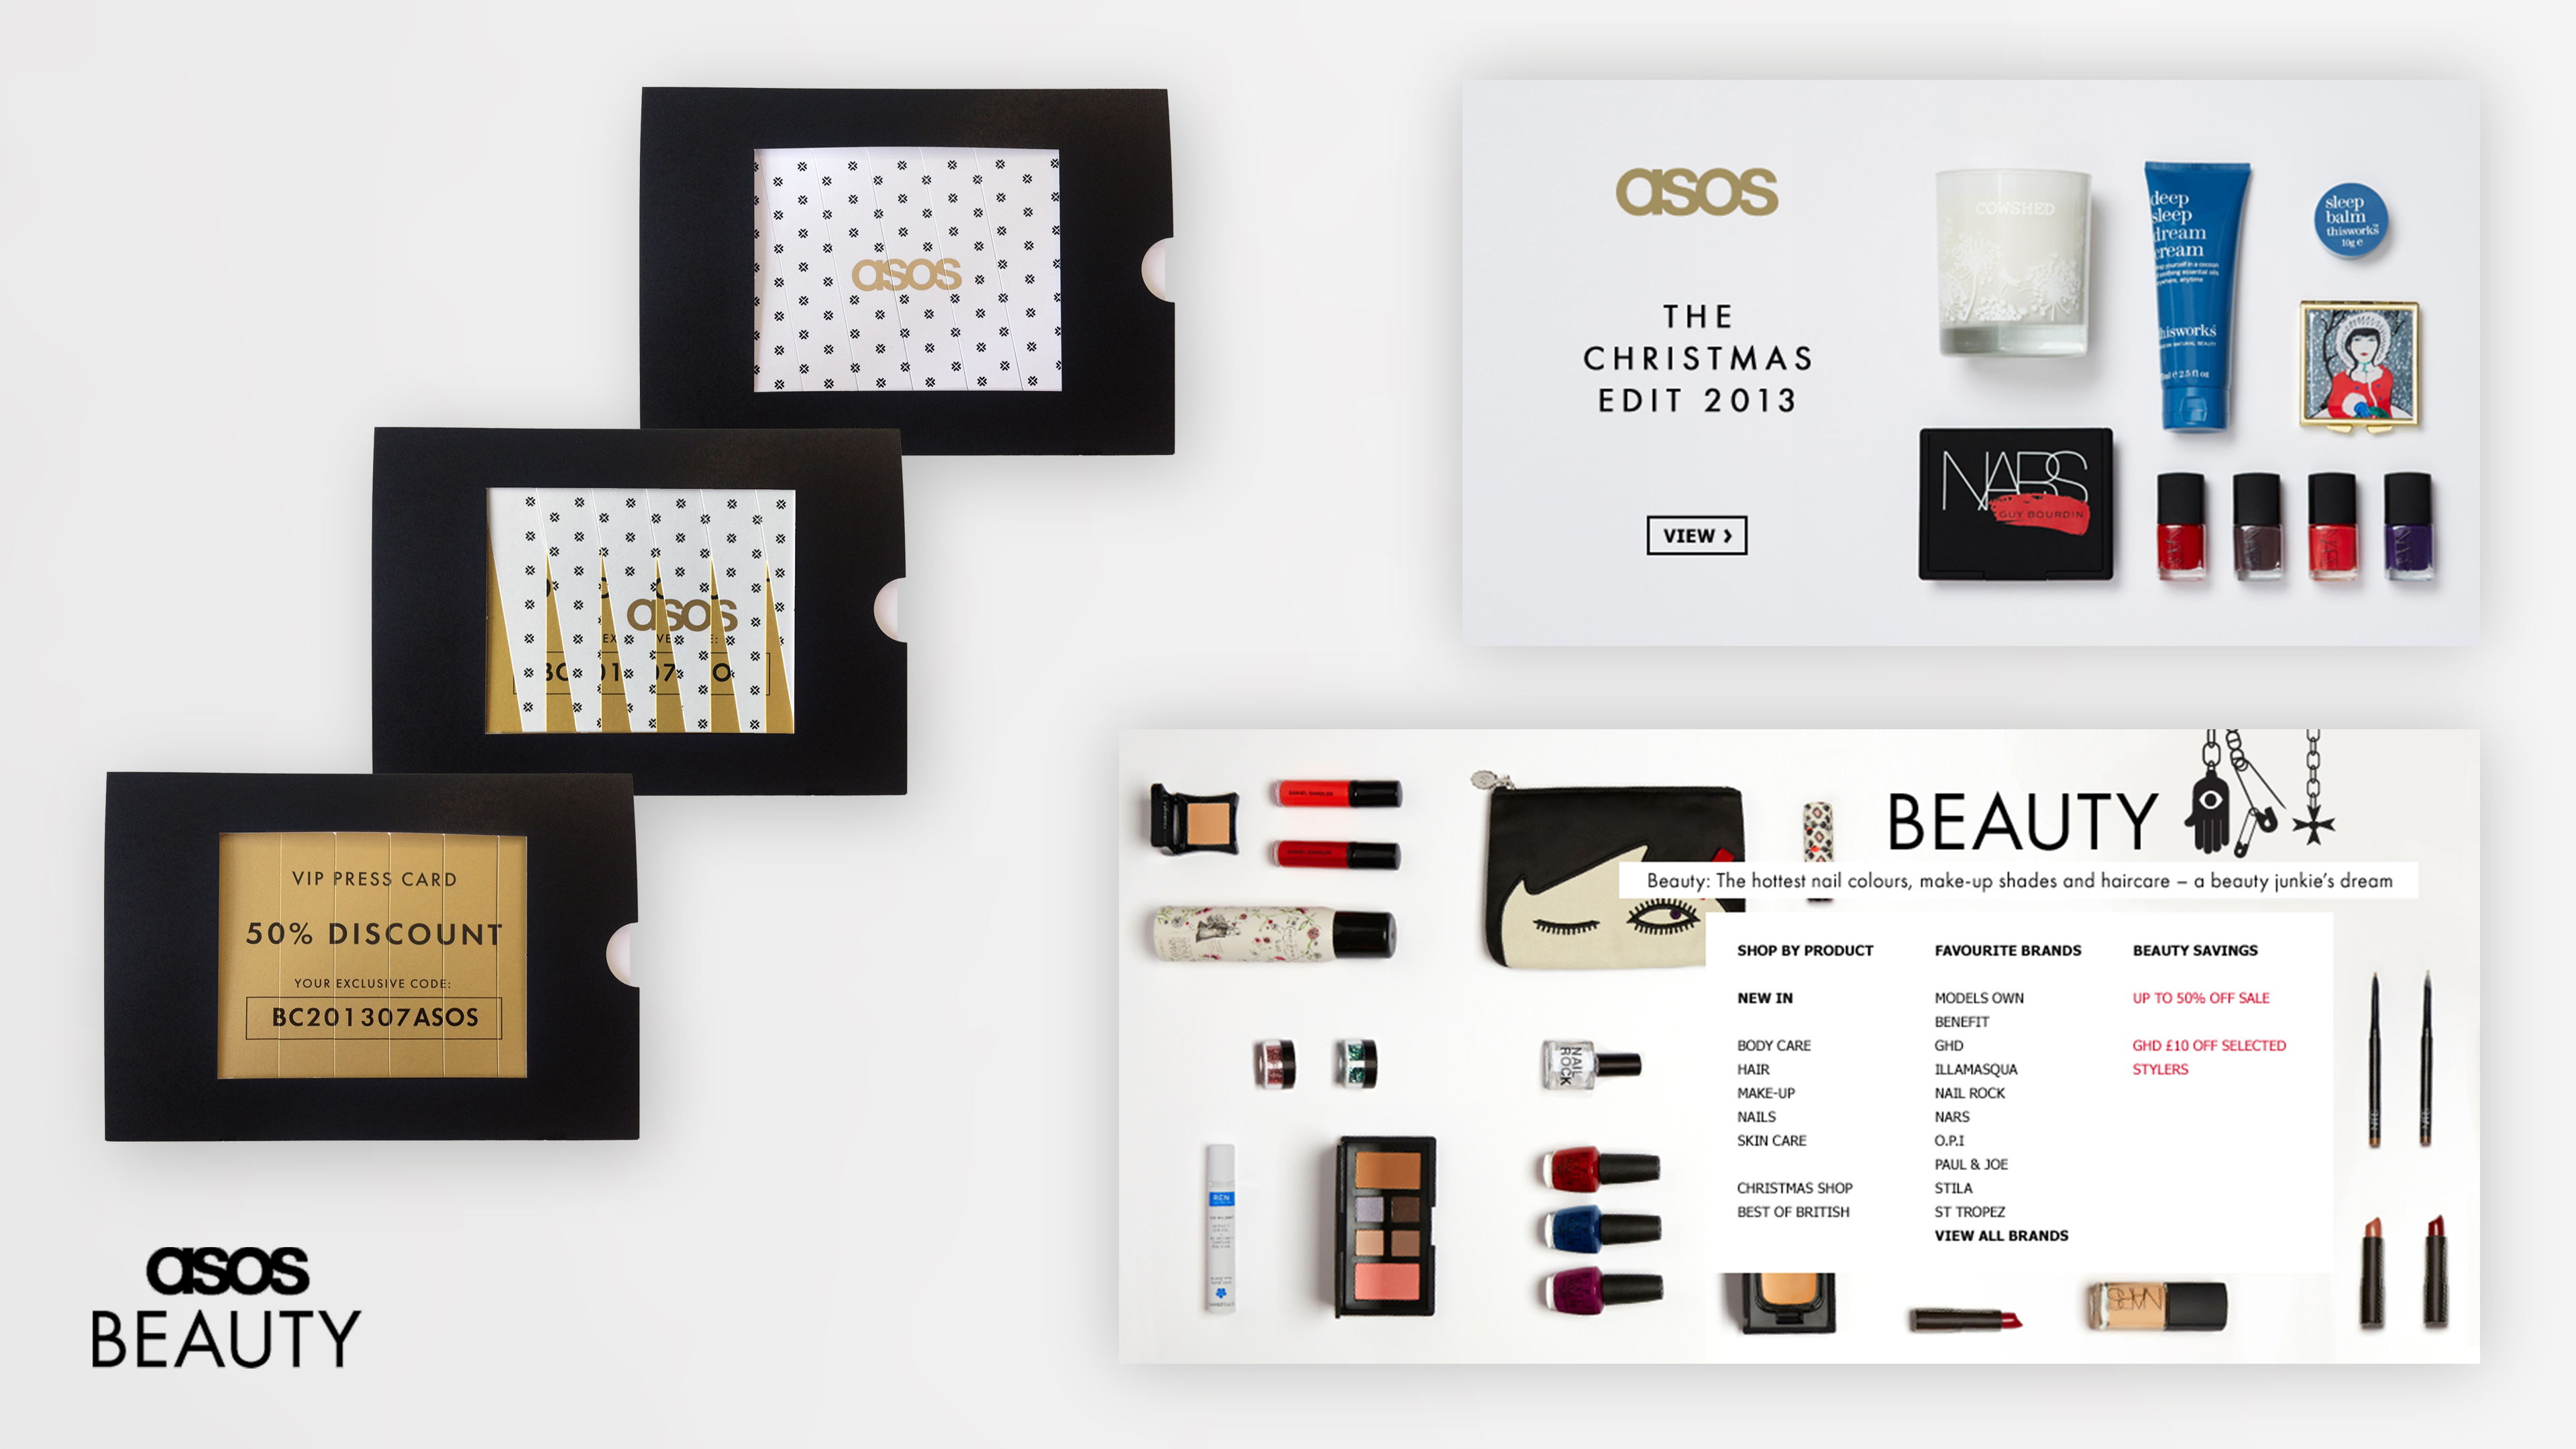 asos
asos
BC201307ASO
VIP PRESS CARD
50% DISCOUNT
YOUR EXCLUSIVE CODE:
BC201307ASOS
asos
BEAUTY
asos
THE
CHRISTMAS
EDIT 2013
VIEW ›
COWSHED
deep
sleep
dream
cream
thisworks
sleep
balm
thisworks
10g e
NARS
GUY BOURDIN
BEAUTY
Beauty: The hottest nail colours, make-up shades and haircare – a beauty junkie's dream
SHOP BY PRODUCT
NEW IN
BODY CARE
HAIR
MAKE-UP
NAILS
SKIN CARE
CHRISTMAS SHOP
BEST OF BRITISH
FAVOURITE BRANDS
MODELS OWN
BENEFIT
GHD
ILLAMASQUA
NAIL ROCK
NARS
O.P.I
PAUL & JOE
STILA
ST TROPEZ
VIEW ALL BRANDS
BEAUTY SAVINGS
UP TO 50% OFF SALE
GHD £10 OFF SELECTED
STYLERS
NAIL
ROCK
REN